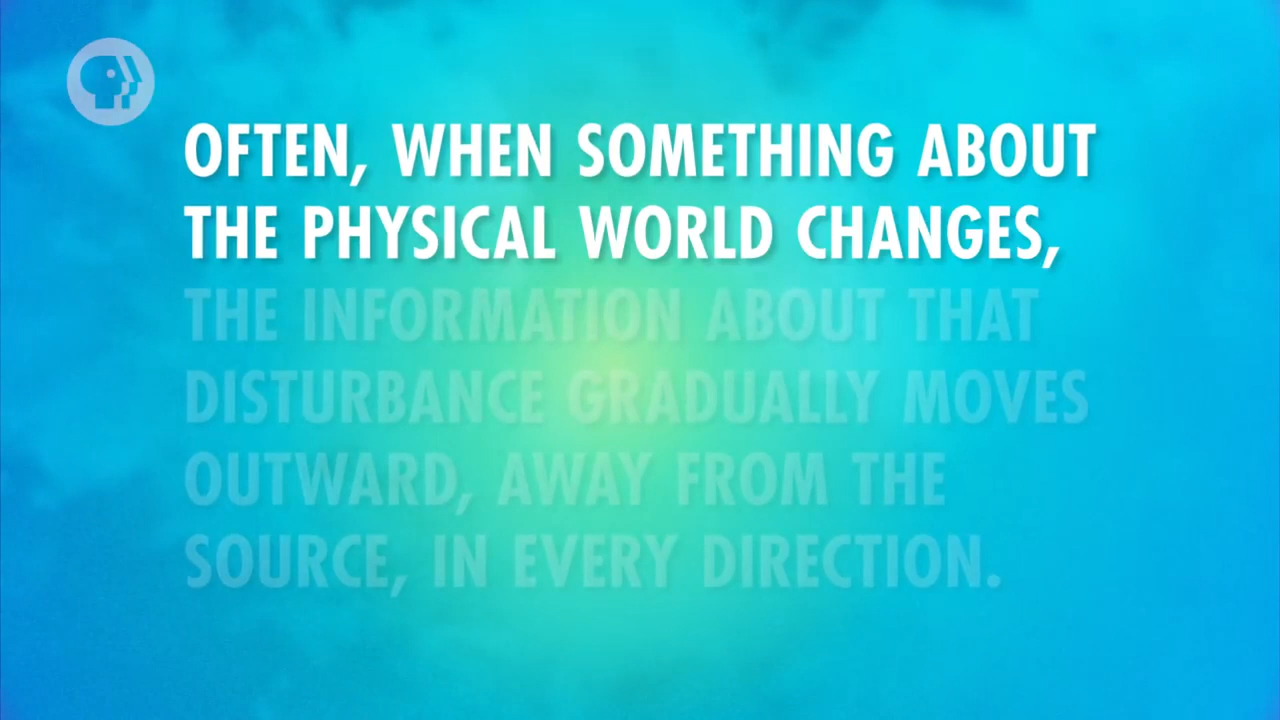 OFTEN, WHEN SOMETHING ABOUT
THE PHYSICAL WORLD CHANGES,
THE INFORMATION ABOUT THAT
DISTURBANCE GRADUALLY MOVES
OUTWARD, AWAY FROM THE
SOURCE, IN EVERY DIRECTION.